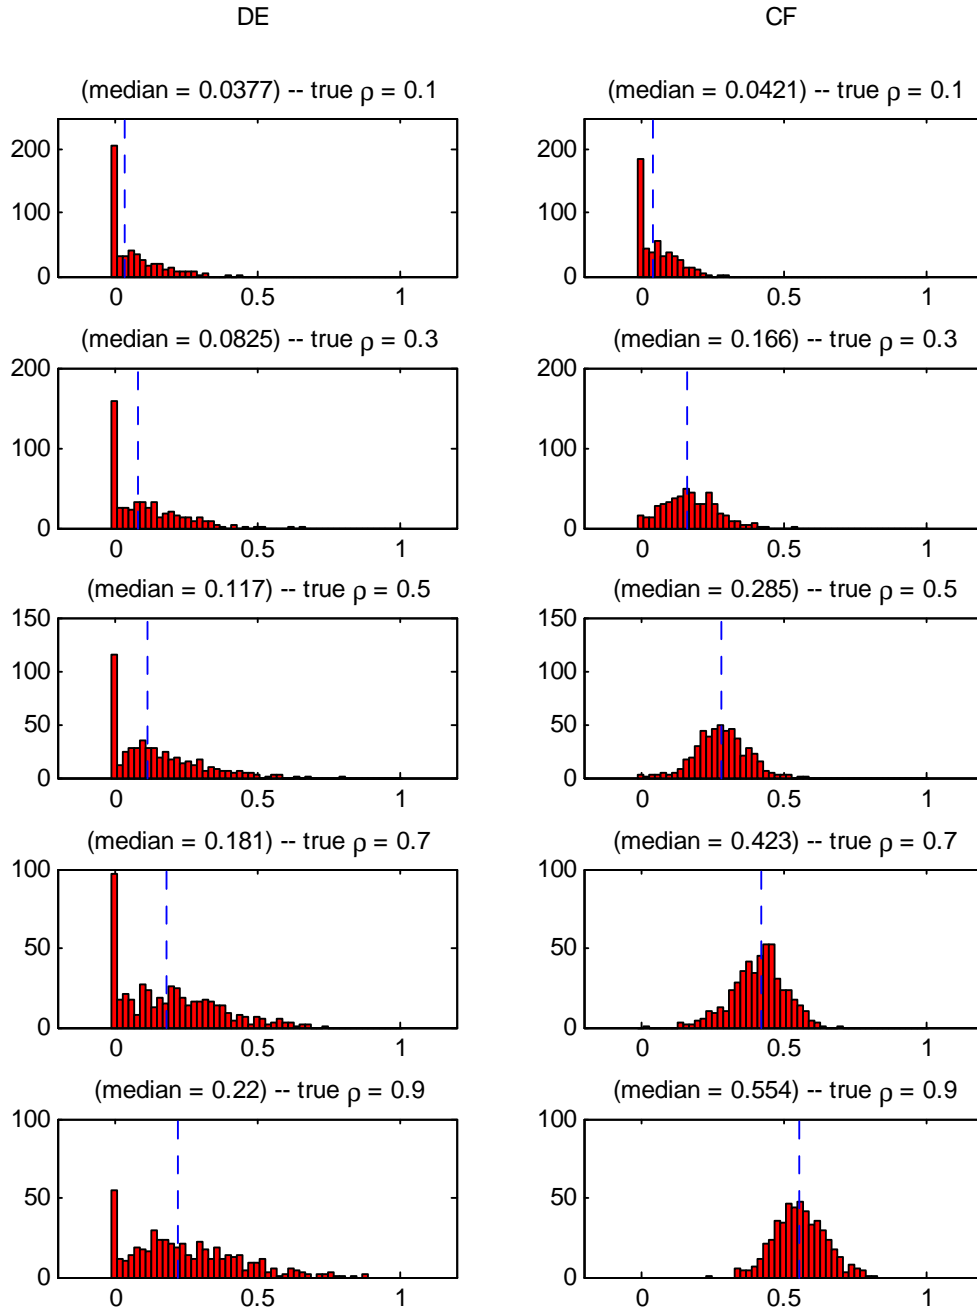 DE CF
(median = 0.0377) -- true ρ = 0.1 (median = 0.0421) -- true ρ = 0.1
200 200
100 100
0 0
0 0.5 1 0 0.5 1
(median = 0.0825) -- true ρ = 0.3 (median = 0.166) -- true ρ = 0.3
200 200
100 100
0 0
0 0.5 1 0 0.5 1
(median = 0.117) -- true ρ = 0.5 (median = 0.285) -- true ρ = 0.5
150 150
100 100
50 50
0 0
0 0.5 1 0 0.5 1
(median = 0.181) -- true ρ = 0.7 (median = 0.423) -- true ρ = 0.7
100 100
50 50
0 0
0 0.5 1 0 0.5 1
(median = 0.22) -- true ρ = 0.9 (median = 0.554) -- true ρ = 0.9
100 100
50 50
0 0
0 0.5 1 0 0.5 1